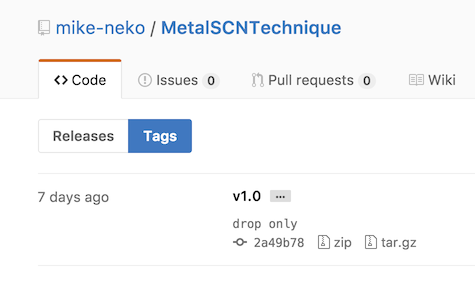 mike-neko / MetalSCNTechnique
<> Code Issues 0 Pull requests 0 Wiki
Releases Tags
7 days ago v1.0 ...
drop only
2a49b78 zip tar.gz